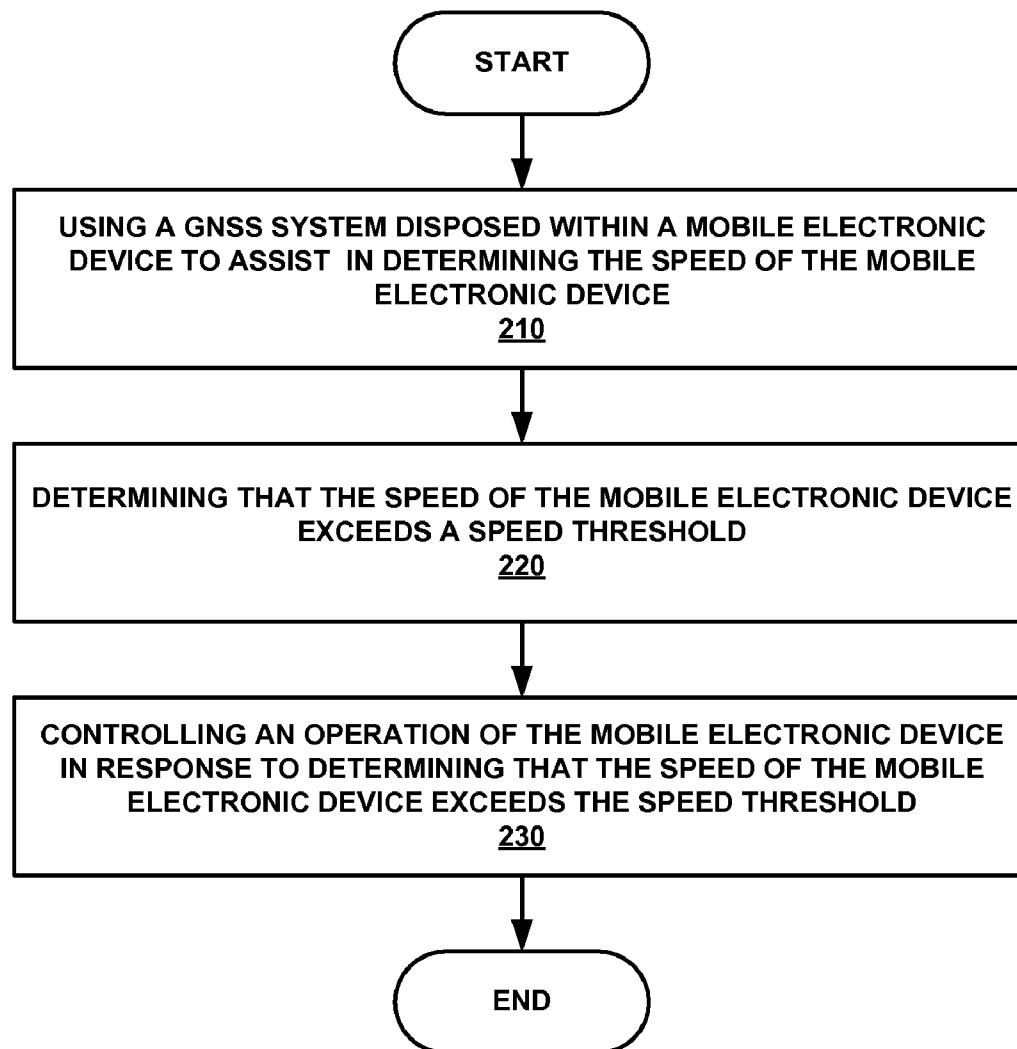 START
USING A GNSS SYSTEM DISPOSED WITHIN A MOBILE ELECTRONIC
DEVICE TO ASSIST IN DETERMINING THE SPEED OF THE MOBILE
ELECTRONIC DEVICE
210
DETERMINING THAT THE SPEED OF THE MOBILE ELECTRONIC DEVICE
EXCEEDS A SPEED THRESHOLD
220
CONTROLLING AN OPERATION OF THE MOBILE ELECTRONIC DEVICE
IN RESPONSE TO DETERMINING THAT THE SPEED OF THE MOBILE
ELECTRONIC DEVICE EXCEEDS THE SPEED THRESHOLD
230
END